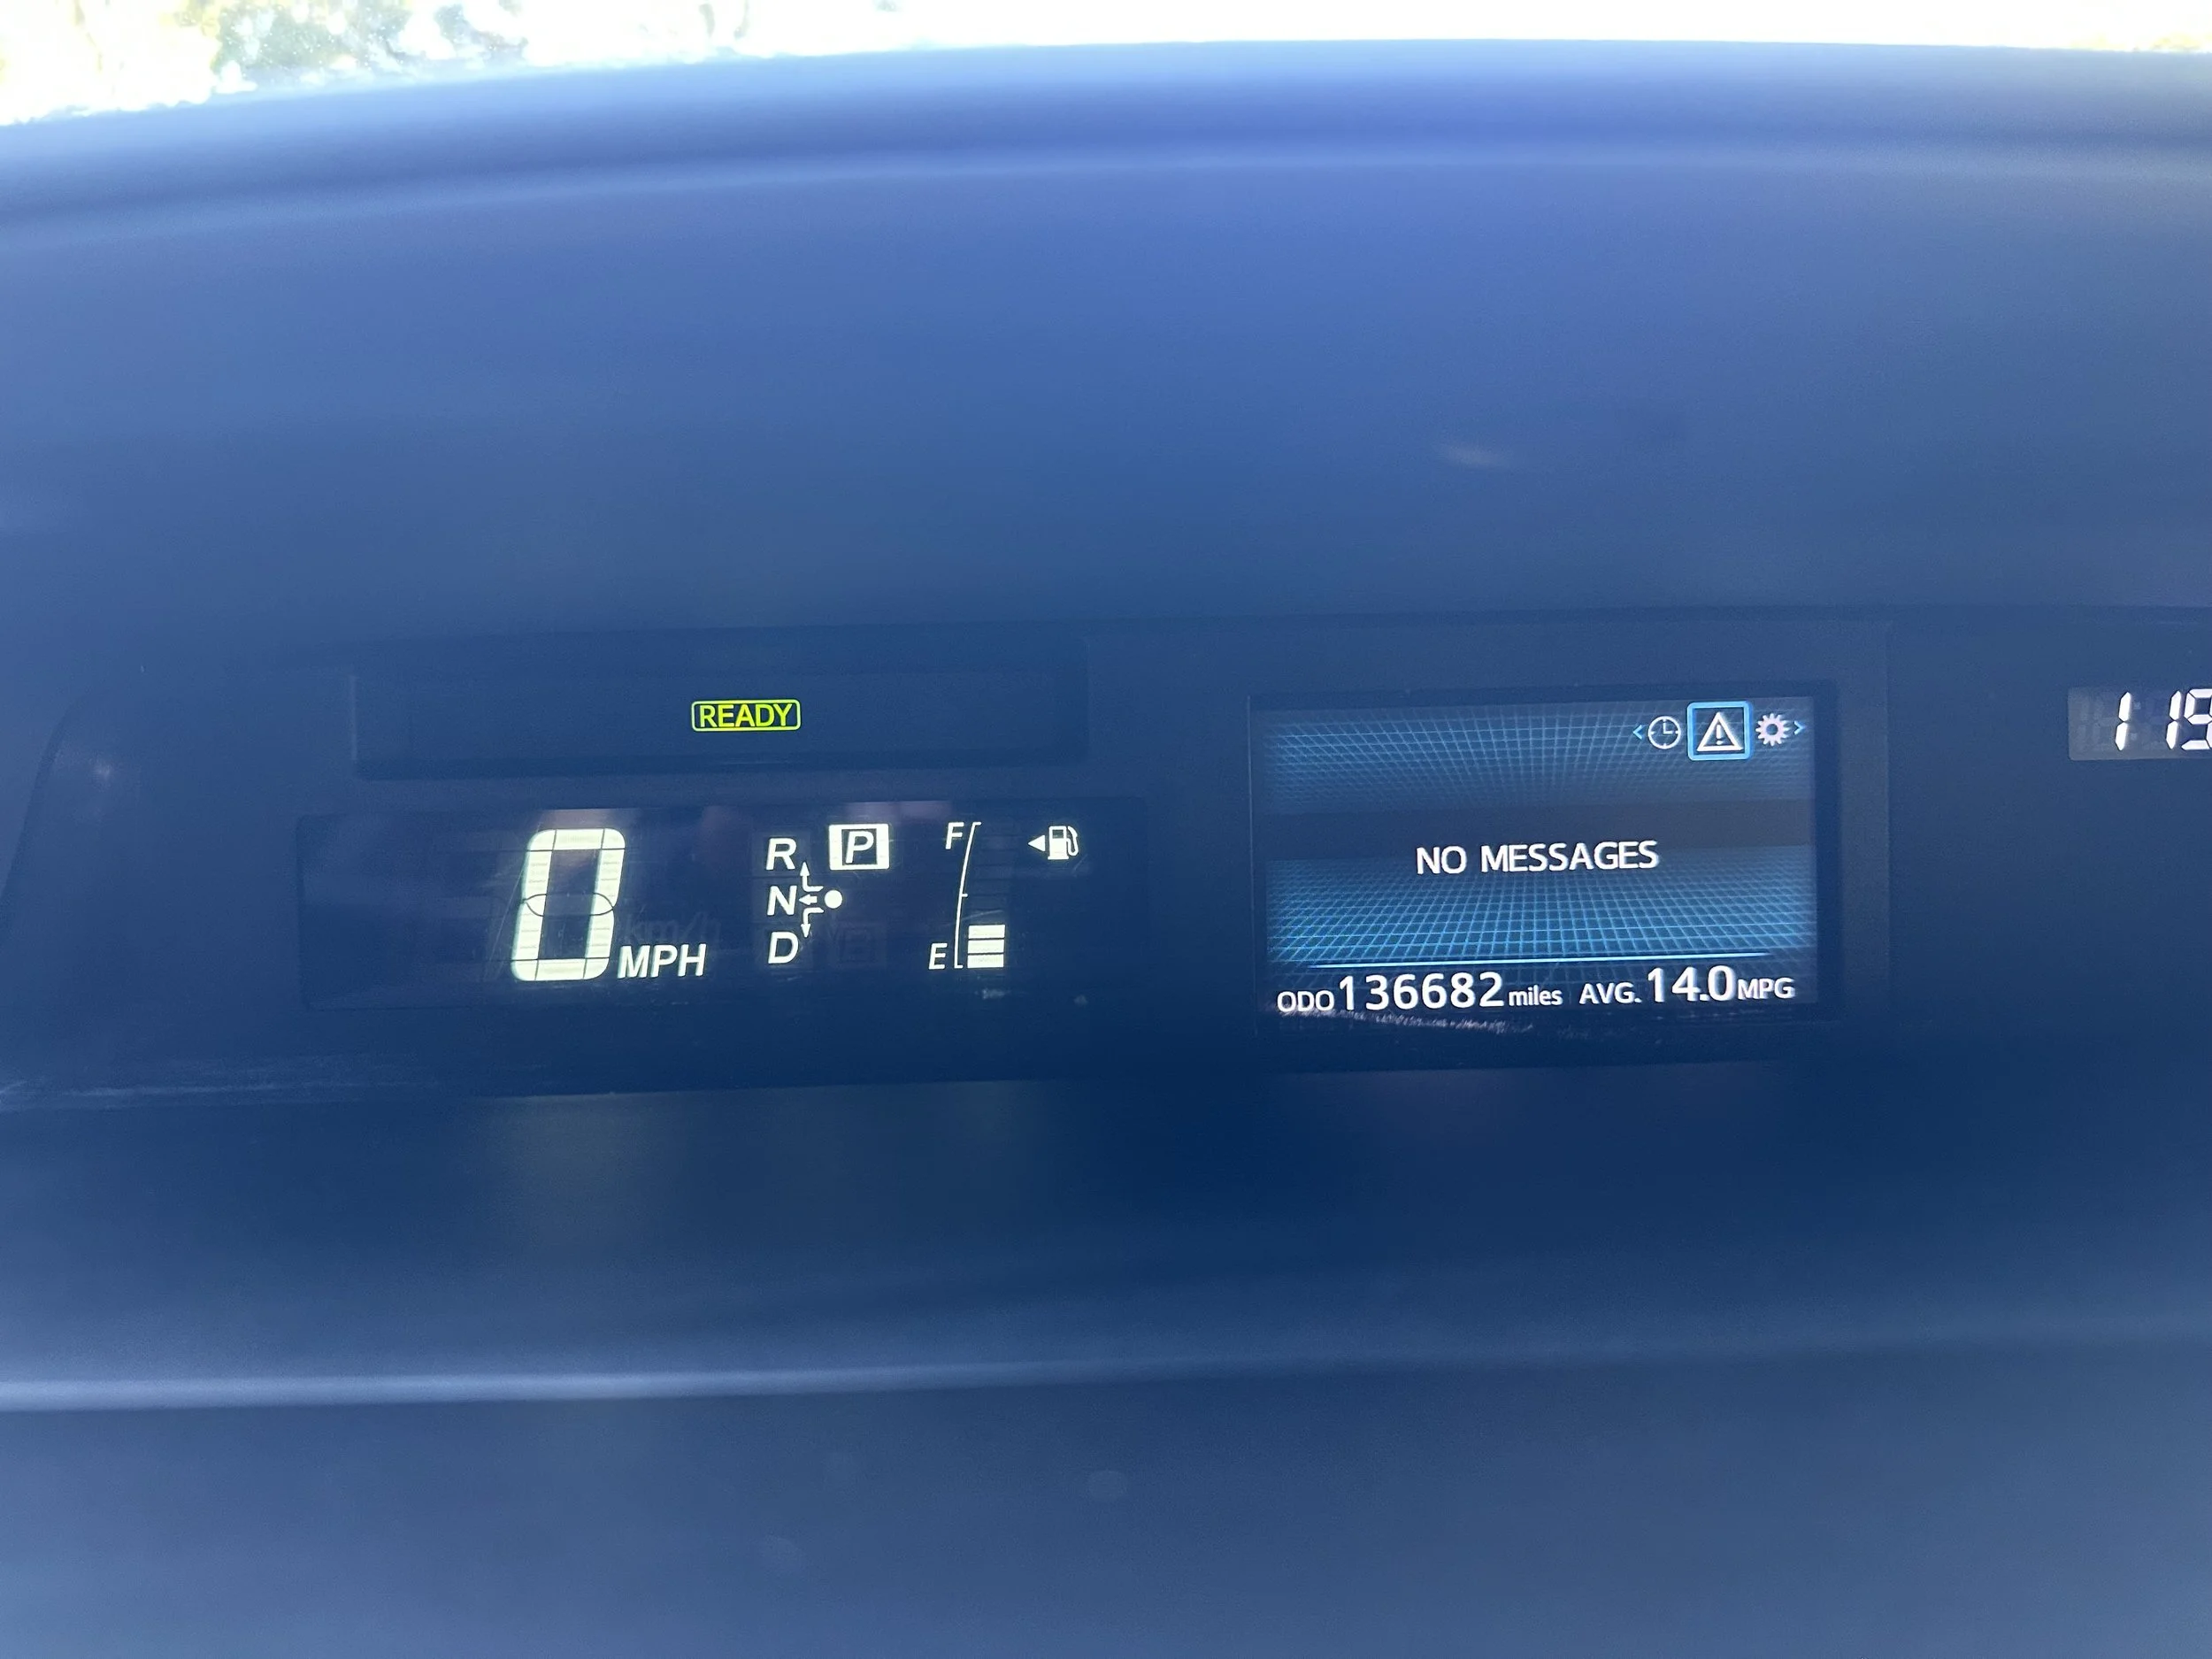 READY
0 MPH
R P
N
D
F
E
NO MESSAGES
ODO 136682 miles AVG. 14.0 MPG